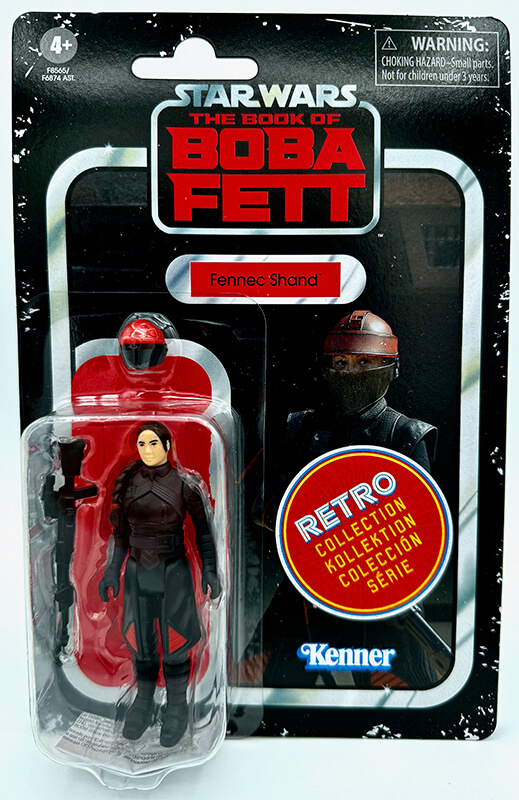 4+
F8565/
F6874 AST.
⚠ WARNING:
CHOKING HAZARD–Small parts.
Not for children under 3 years.
STAR WARS
THE BOOK OF
BOBA
FETT
™
Fennec Shand
RETRO
COLLECTION
KOLLEKTION
COLECCIÓN
SÉRIE
Kenner